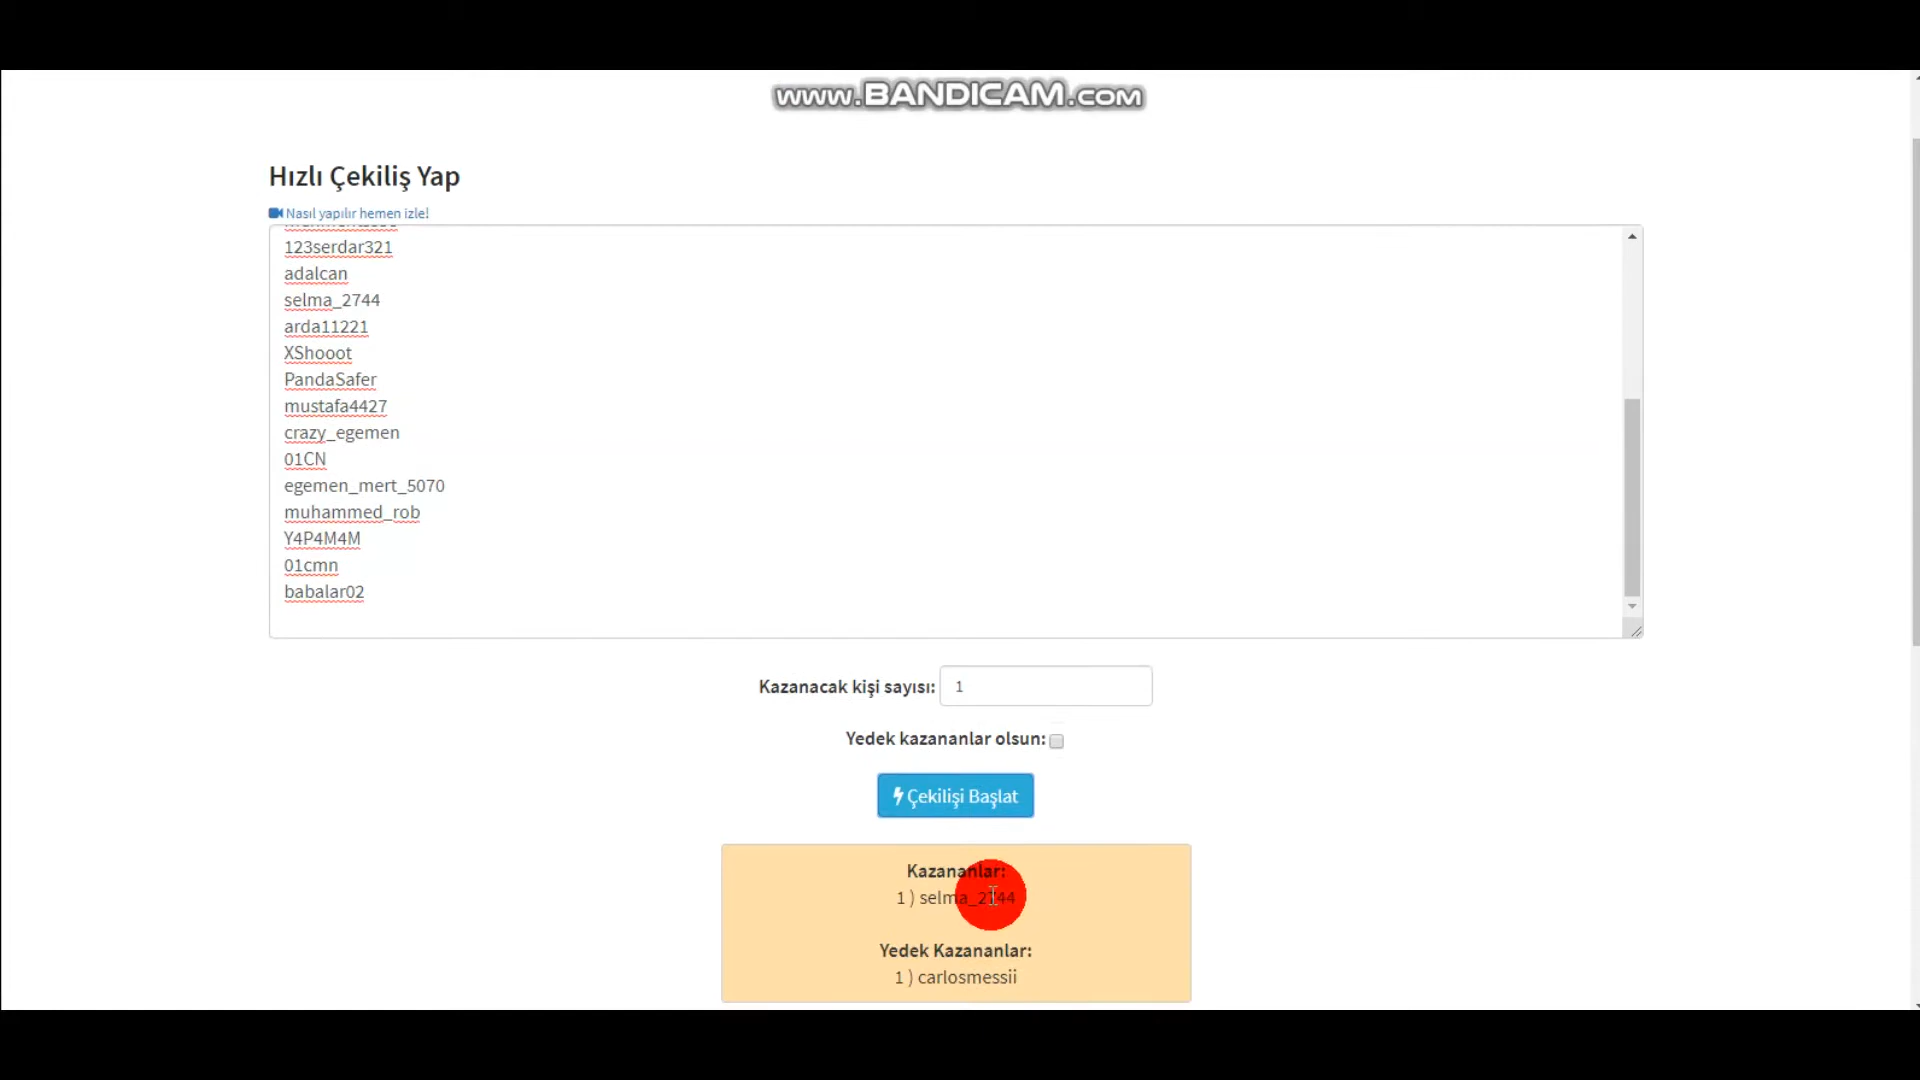 www.BANDICAM.com
Hızlı Çekiliş Yap
Nasıl yapılır hemen izle!
123serdar321
adalcan
selma_2744
arda11221
XShooot
PandaSafer
mustafa4427
crazy_egemen
01CN
egemen_mert_5070
muhammed_rob
Y4P4M4M
01cmn
babalar02
Kazanacak kişi sayısı: 1
Yedek kazananlar olsun:
Çekilişi Başlat
Kazananlar:
1 ) selma_2744
Yedek Kazananlar:
1 ) carlosmessii